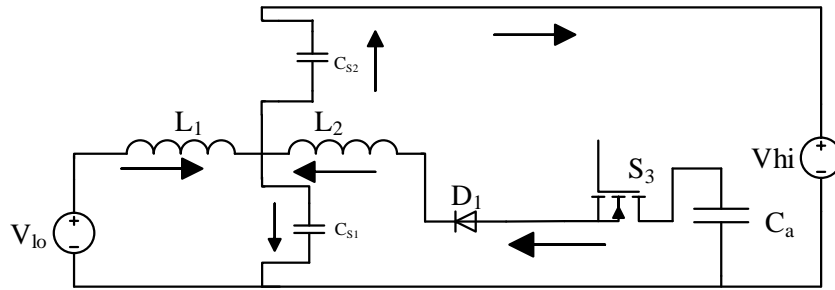 C_S2
L_1
L_2
S_3
Vhi
D_1
C_a
V_lo
C_S1